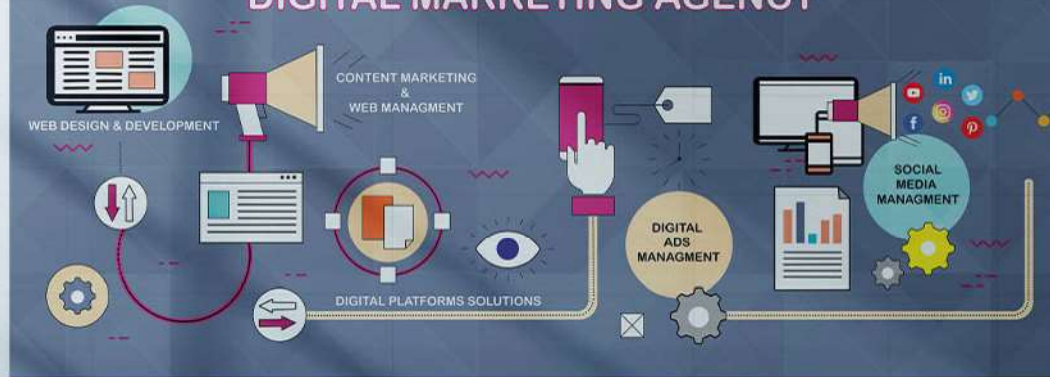 DIGITAL MARKETING AGENCY
WEB DESIGN & DEVELOPMENT
CONTENT MARKETING
&
WEB MANAGMENT
DIGITAL PLATFORMS SOLUTIONS
DIGITAL
ADS
MANAGMENT
SOCIAL
MEDIA
MANAGMENT
in
f